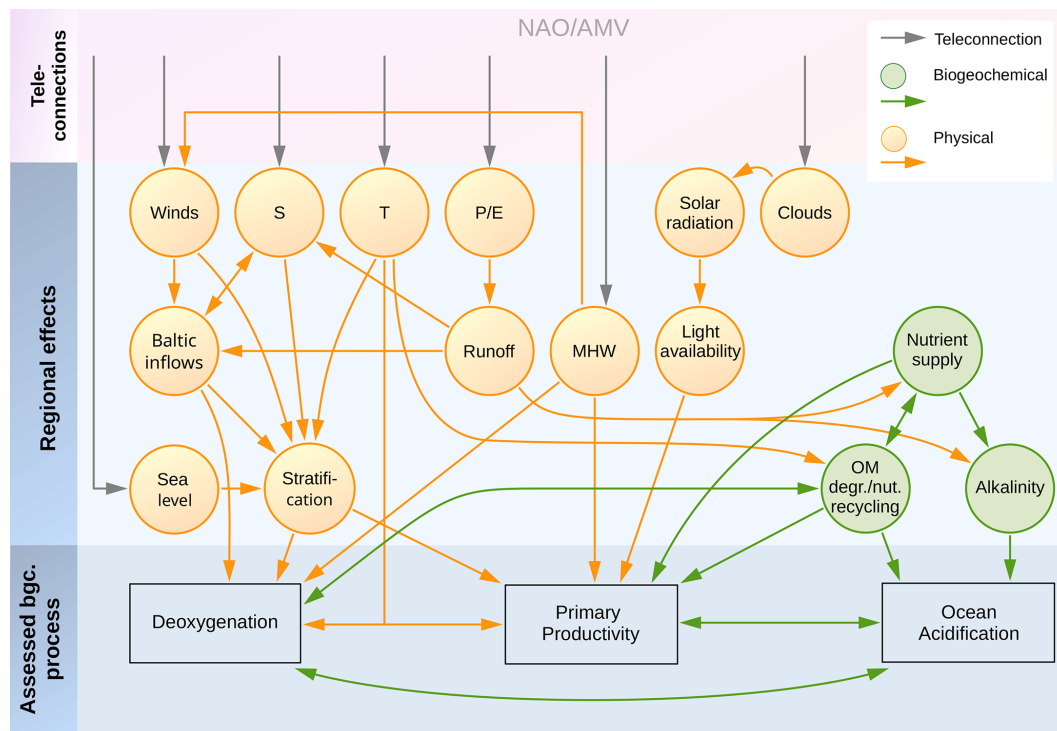 NAO/AMV
Tele-
connections
Teleconnection
Biogeochemical
Physical
Regional effects
Winds
S
T
P/E
Solar
radiation
Clouds
Baltic
inflows
Runoff
MHW
Light
availability
Nutrient
supply
Sea
level
Stratifi-
cation
OM
degr./nut.
recycling
Alkalinity
Assessed bgc.
process
Deoxygenation
Primary
Productivity
Ocean
Acidification